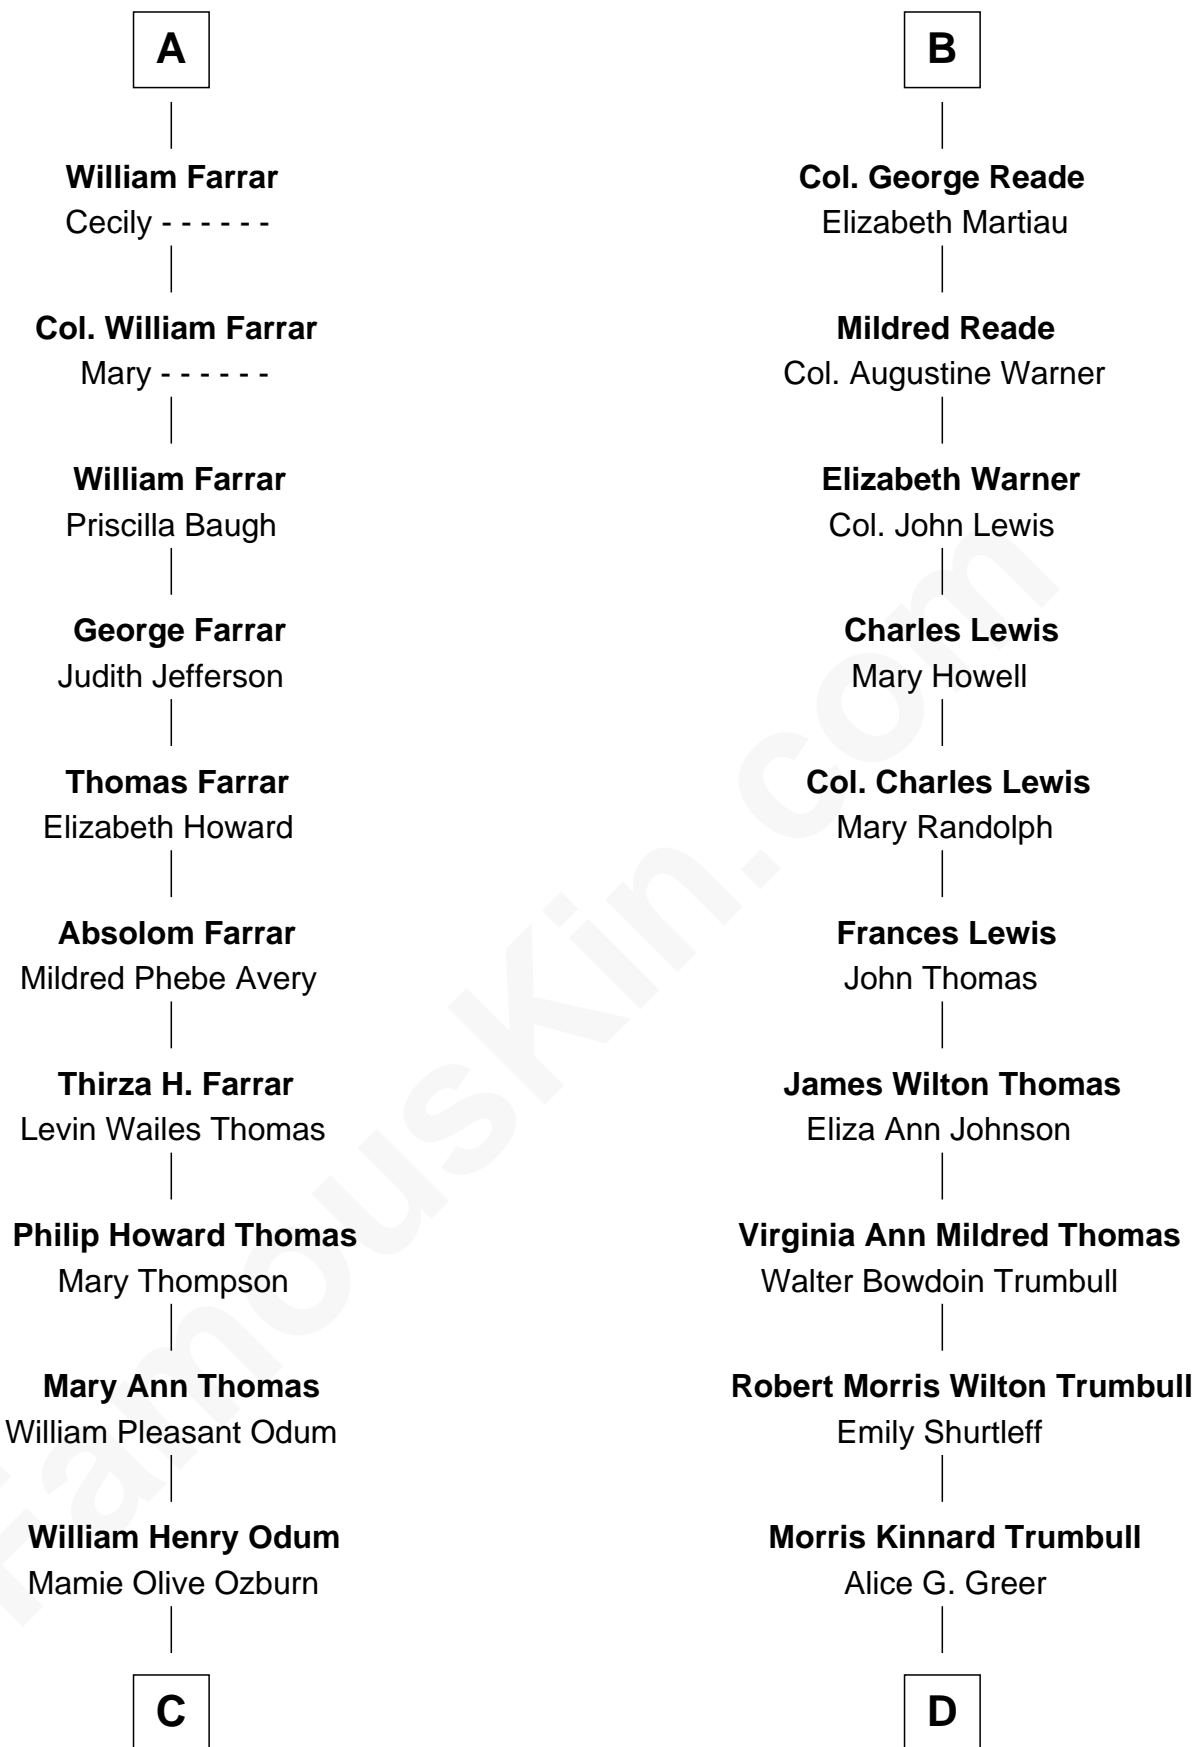 A
William Farrar
Cecily - - - - - -
Col. William Farrar
Mary - - - - - -
William Farrar
Priscilla Baugh
George Farrar
Judith Jefferson
Thomas Farrar
Elizabeth Howard
Absolom Farrar
Mildred Phebe Avery
Thirza H. Farrar
Levin Wailes Thomas
Philip Howard Thomas
Mary Thompson
Mary Ann Thomas
William Pleasant Odum
William Henry Odum
Mamie Olive Ozburn
C
B
Col. George Reade
Elizabeth Martiau
Mildred Reade
Col. Augustine Warner
Elizabeth Warner
Col. John Lewis
Charles Lewis
Mary Howell
Col. Charles Lewis
Mary Randolph
Frances Lewis
John Thomas
James Wilton Thomas
Eliza Ann Johnson
Virginia Ann Mildred Thomas
Walter Bowdoin Trumbull
Robert Morris Wilton Trumbull
Emily Shurtleff
Morris Kinnard Trumbull
Alice G. Greer
D
FamousKin.com